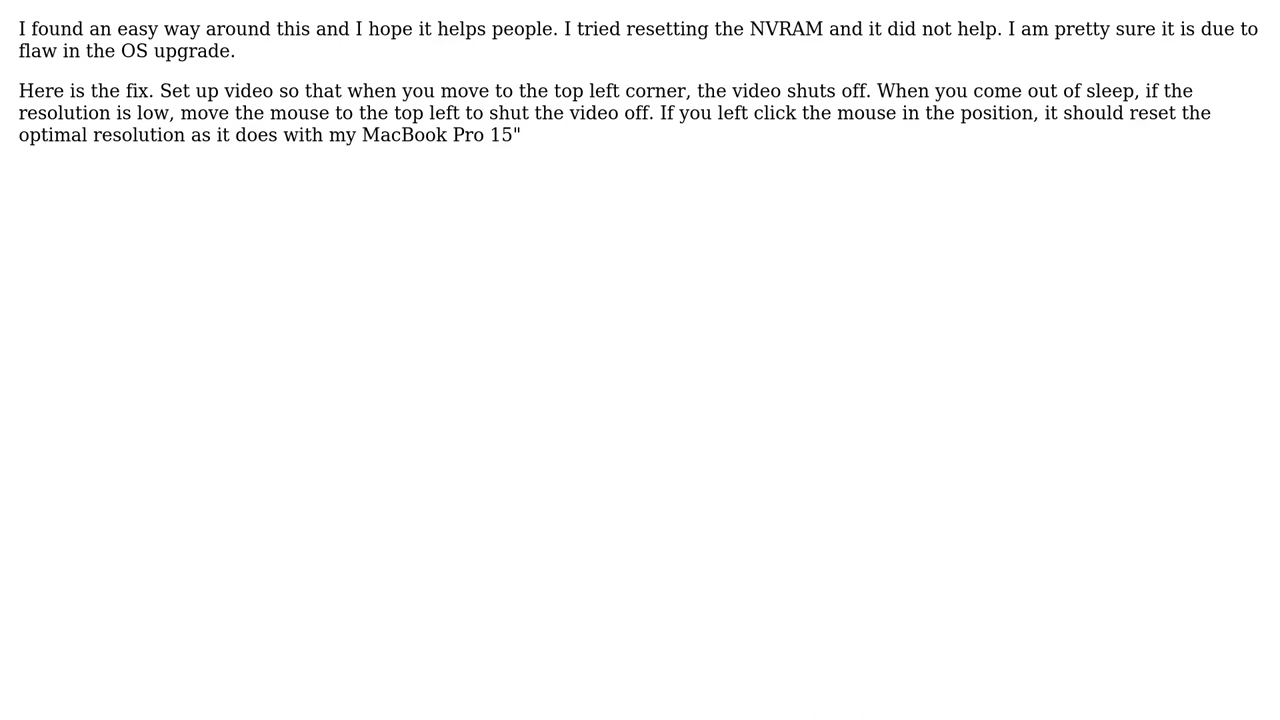 I found an easy way around this and I hope it helps people. I tried resetting the NVRAM and it did not help. I am pretty sure it is due to
flaw in the OS upgrade.
Here is the fix. Set up video so that when you move to the top left corner, the video shuts off. When you come out of sleep, if the
resolution is low, move the mouse to the top left to shut the video off. If you left click the mouse in the position, it should reset the
optimal resolution as it does with my MacBook Pro 15"